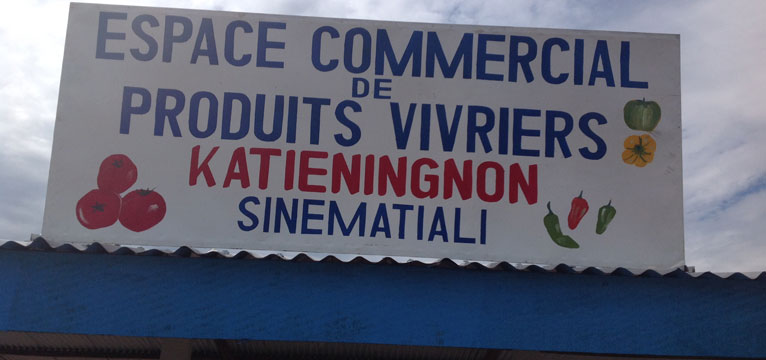 ESPACE COMMERCIAL
DE
PRODUITS VIVRIERS
KATIENINGNON
SINEMATIALI